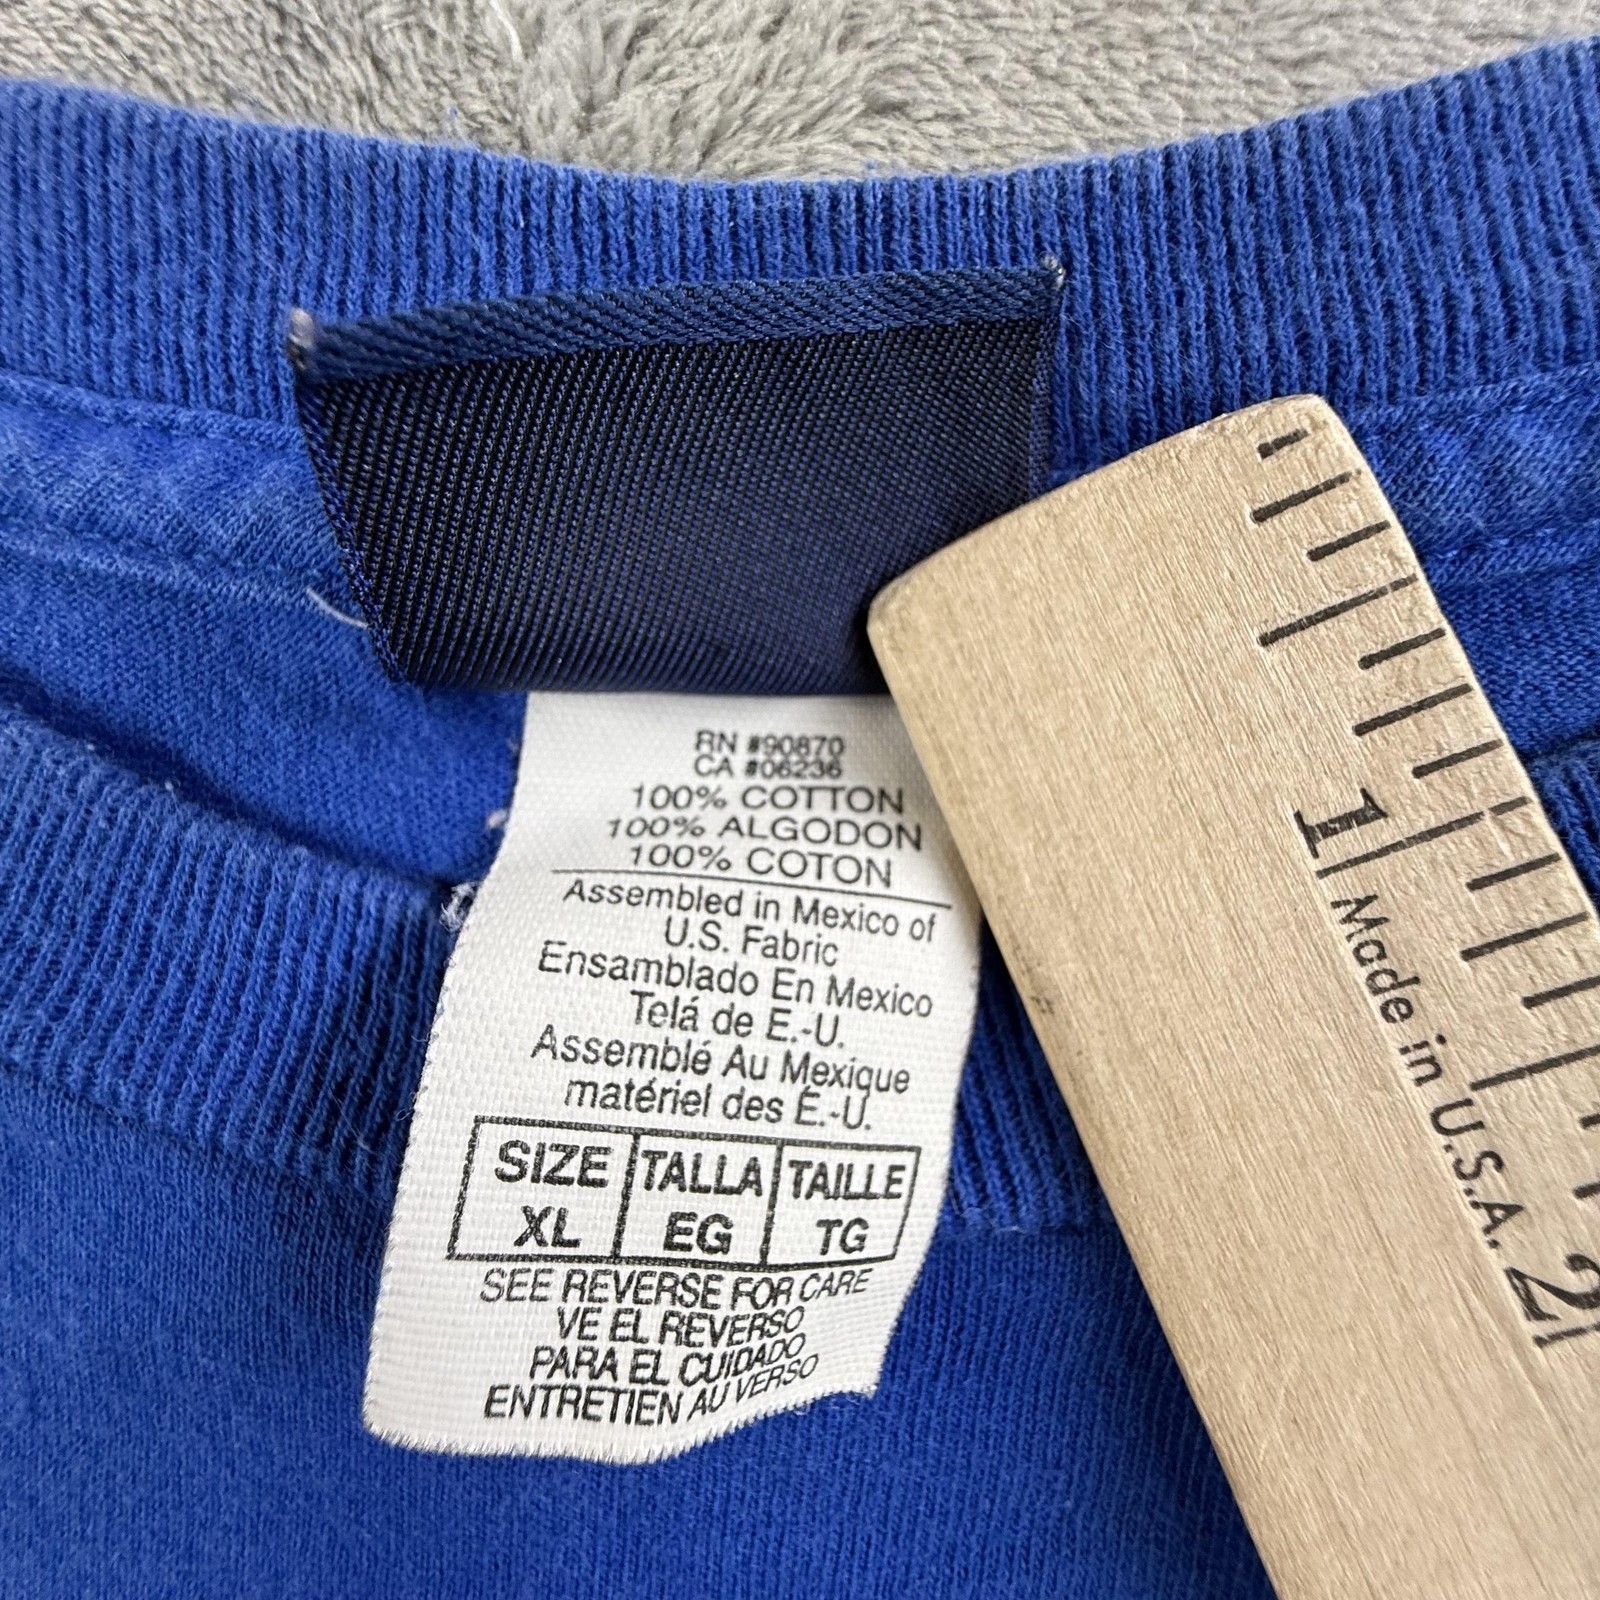 RN #90870
CA #06236
100% COTTON
100% ALGODON
100% COTON
Assembled in Mexico of
U.S. Fabric
Ensamblado En Mexico
Telá de E.-U.
Assemblé Au Mexique
matériel des E.-U.
SIZE TALLA TAILLE
XL EG TG
SEE REVERSE FOR CARE
VE EL REVERSO
PARA EL CUIDADO
ENTRETIEN AU VERSO
1 Made in U.S.A. 2